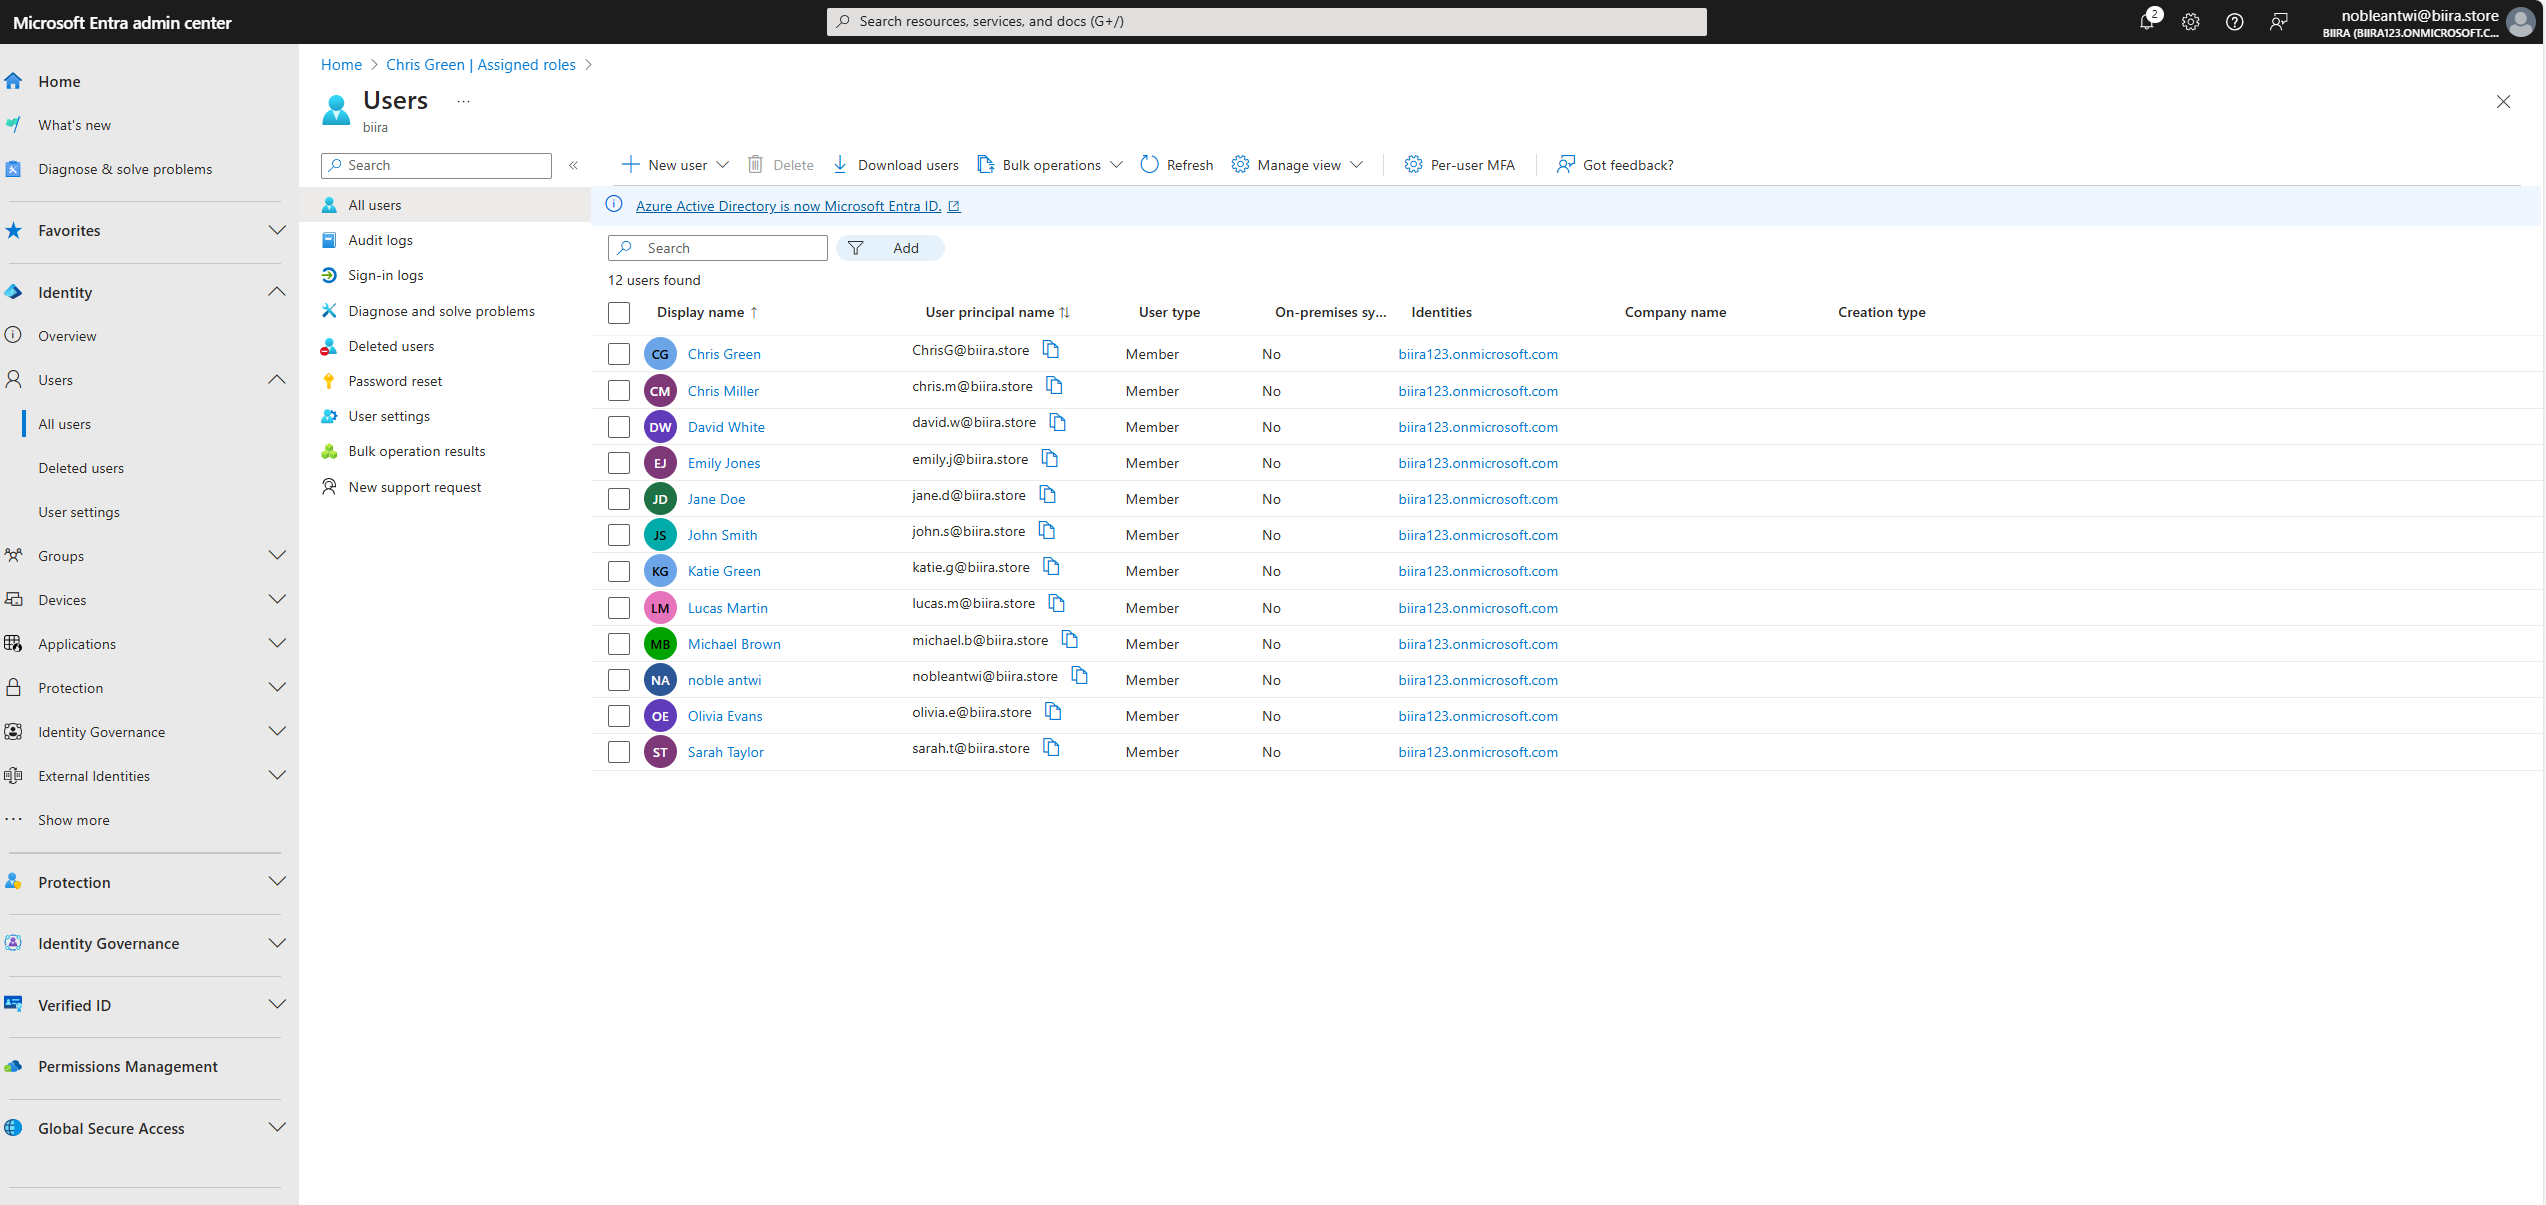 Microsoft Entra admin center
Search resources, services, and docs (G+/)
2
nobleantwi@biira.store
BIIRA (BIIRA123.ONMICROSOFT.C...
Home
What's new
Diagnose & solve problems
Favorites
Identity
Overview
Users
All users
Deleted users
User settings
Groups
Devices
Applications
Protection
Identity Governance
External Identities
Show more
Protection
Identity Governance
Verified ID
Permissions Management
Global Secure Access
Home > Chris Green | Assigned roles >
Users ...
biira
Search
All users
Audit logs
Sign-in logs
Diagnose and solve problems
Deleted users
Password reset
User settings
Bulk operation results
New support request
New user Delete Download users Bulk operations Refresh Manage view Per-user MFA Got feedback?
Azure Active Directory is now Microsoft Entra ID.
Search Add
12 users found
Display name ↑ User principal name ↑↓ User type On-premises sy... Identities Company name Creation type
CG Chris Green ChrisG@biira.store Member No biira123.onmicrosoft.com
CM Chris Miller chris.m@biira.store Member No biira123.onmicrosoft.com
DW David White david.w@biira.store Member No biira123.onmicrosoft.com
EJ Emily Jones emily.j@biira.store Member No biira123.onmicrosoft.com
JD Jane Doe jane.d@biira.store Member No biira123.onmicrosoft.com
JS John Smith john.s@biira.store Member No biira123.onmicrosoft.com
KG Katie Green katie.g@biira.store Member No biira123.onmicrosoft.com
LM Lucas Martin lucas.m@biira.store Member No biira123.onmicrosoft.com
MB Michael Brown michael.b@biira.store Member No biira123.onmicrosoft.com
NA noble antwi nobleantwi@biira.store Member No biira123.onmicrosoft.com
OE Olivia Evans olivia.e@biira.store Member No biira123.onmicrosoft.com
ST Sarah Taylor sarah.t@biira.store Member No biira123.onmicrosoft.com